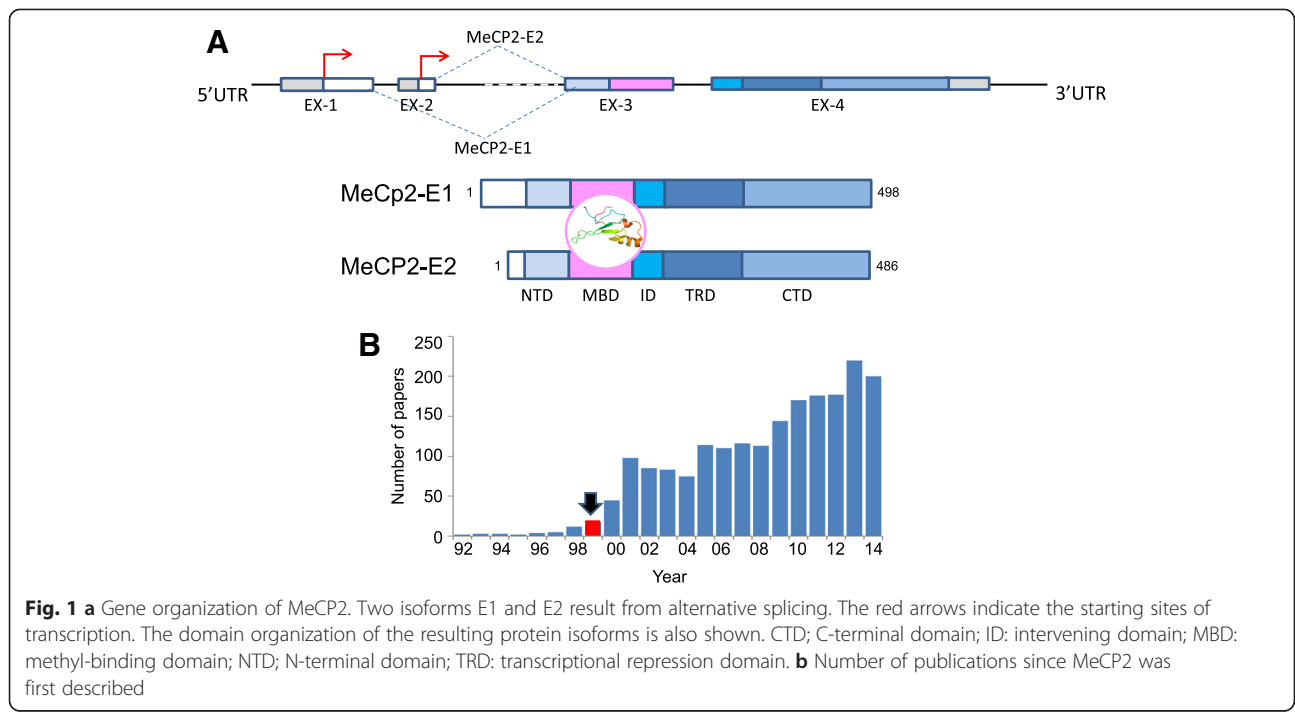 A
MeCP2-E2
5'UTR
EX-1
EX-2
EX-3
EX-4
3'UTR
MeCP2-E1
MeCp2-E1
1
498
MeCP2-E2
1
486
NTD
MBD
ID
TRD
CTD
B
Number of papers
250
200
150
100
50
0
92 94 96 98 00 02 04 06 08 10 12 14
Year
Fig. 1 a Gene organization of MeCP2. Two isoforms E1 and E2 result from alternative splicing. The red arrows indicate the starting sites of
transcription. The domain organization of the resulting protein isoforms is also shown. CTD; C-terminal domain; ID: intervening domain; MBD:
methyl-binding domain; NTD; N-terminal domain; TRD: transcriptional repression domain. b Number of publications since MeCP2 was
first described